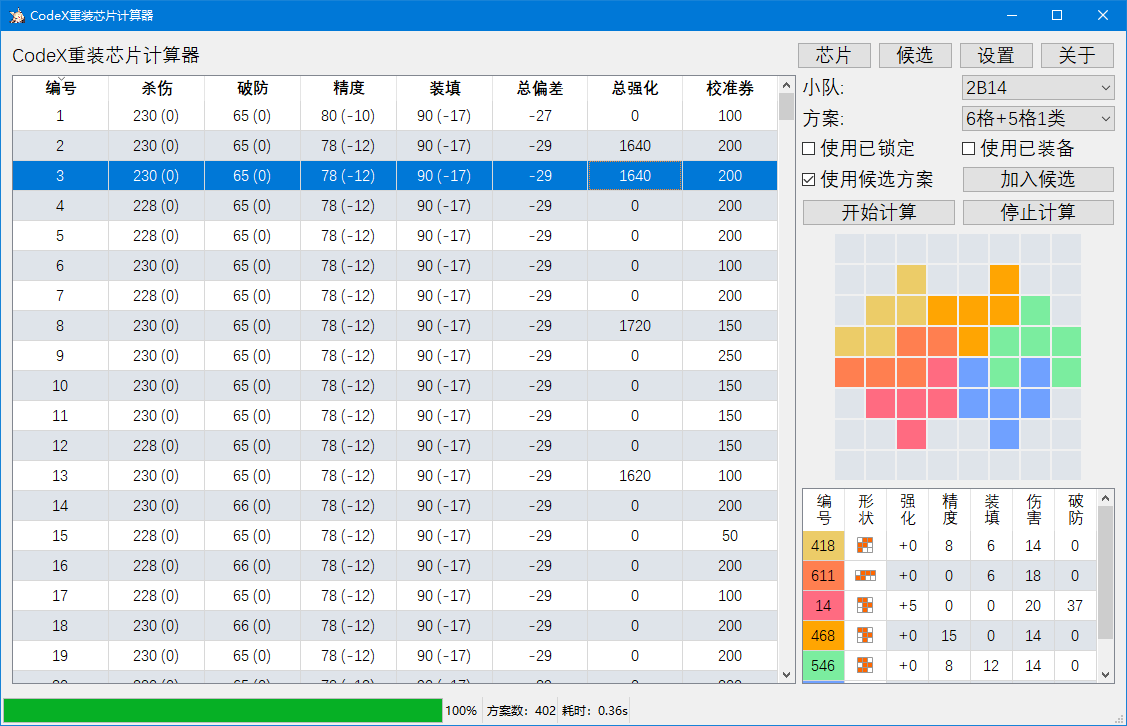 CodeX重装芯片计算器
CodeX重装芯片计算器
芯片 候选 设置 关于
编号 杀伤 破防 精度 装填 总偏差 总强化 校准券
1 230 (0) 65 (0) 80 (-10) 90 (-17) -27 0 100
2 230 (0) 65 (0) 78 (-12) 90 (-17) -29 1640 200
3 230 (0) 65 (0) 78 (-12) 90 (-17) -29 1640 200
4 228 (0) 65 (0) 78 (-12) 90 (-17) -29 0 200
5 228 (0) 65 (0) 78 (-12) 90 (-17) -29 0 200
6 230 (0) 65 (0) 78 (-12) 90 (-17) -29 0 100
7 228 (0) 65 (0) 78 (-12) 90 (-17) -29 0 200
8 230 (0) 65 (0) 78 (-12) 90 (-17) -29 1720 150
9 230 (0) 65 (0) 78 (-12) 90 (-17) -29 0 250
10 230 (0) 65 (0) 78 (-12) 90 (-17) -29 0 150
11 230 (0) 65 (0) 78 (-12) 90 (-17) -29 0 150
12 228 (0) 65 (0) 78 (-12) 90 (-17) -29 0 150
13 230 (0) 65 (0) 78 (-12) 90 (-17) -29 1620 100
14 230 (0) 66 (0) 78 (-12) 90 (-17) -29 0 200
15 228 (0) 65 (0) 78 (-12) 90 (-17) -29 0 50
16 228 (0) 66 (0) 78 (-12) 90 (-17) -29 0 200
17 228 (0) 65 (0) 78 (-12) 90 (-17) -29 0 100
18 230 (0) 66 (0) 78 (-12) 90 (-17) -29 0 200
19 230 (0) 65 (0) 78 (-12) 90 (-17) -29 0 200
小队: 2B14
方案: 6格+5格1类
使用已锁定 使用已装备
使用候选方案 加入候选
开始计算 停止计算
编号 形状 强化 精度 装填 伤害 破防
418 +0 8 6 14 0
611 +0 0 6 18 0
14 +5 0 0 20 37
468 +0 15 0 14 0
546 +0 8 12 14 0
100% 方案数: 402 耗时: 0.36s